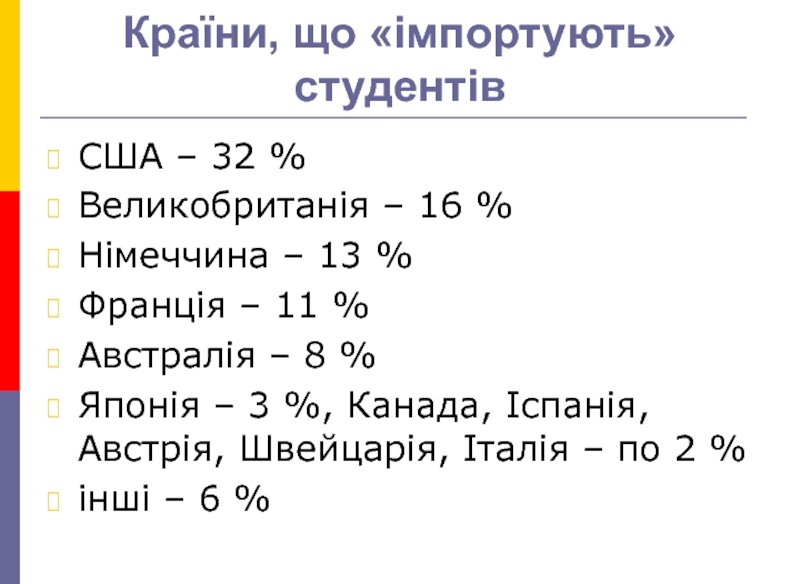 Країни, що «імпортують»
студентів
США – 32 %
Великобританія – 16 %
Німеччина – 13 %
Франція – 11 %
Австралія – 8 %
Японія – 3 %, Канада, Іспанія,
Австрія, Швейцарія, Італія – по 2 %
інші – 6 %